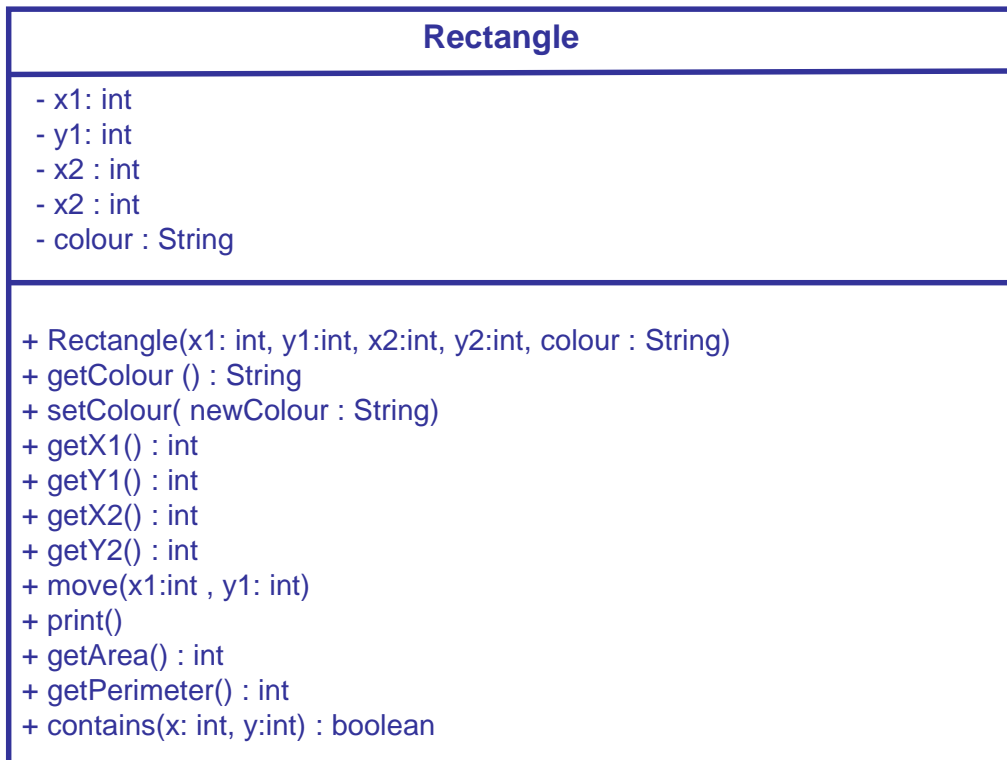 Rectangle
- x1: int
- y1: int
- x2 : int
- x2 : int
- colour : String
+ Rectangle(x1: int, y1:int, x2:int, y2:int, colour : String)
+ getColour () : String
+ setColour( newColour : String)
+ getX1() : int
+ getY1() : int
+ getX2() : int
+ getY2() : int
+ move(x1:int , y1: int)
+ print()
+ getArea() : int
+ getPerimeter() : int
+ contains(x: int, y:int) : boolean